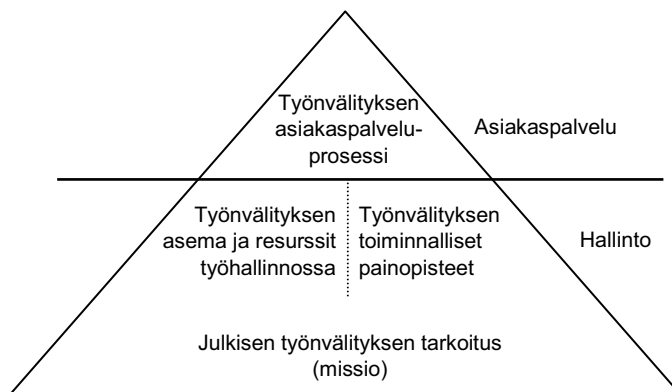 Työnvälityksen
asiakaspalvelu-
prosessi
Asiakaspalvelu
Työnvälityksen
asema ja resurssit
työhallinnossa
Työnvälityksen
toiminnalliset
painopisteet
Hallinto
Julkisen työnvälityksen tarkoitus
(missio)